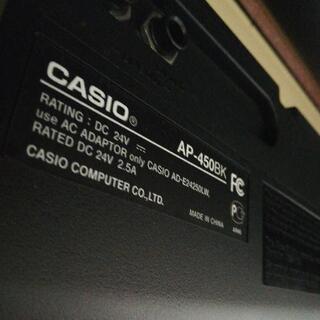 CASIO®
AP-450BK
RATING: DC 24V
use AC ADAPTOR only CASIO AD-E24250LW,
RATED DC 24V 2.5A
CASIO COMPUTER CO.,LTD.
MADE IN CHINA
FC